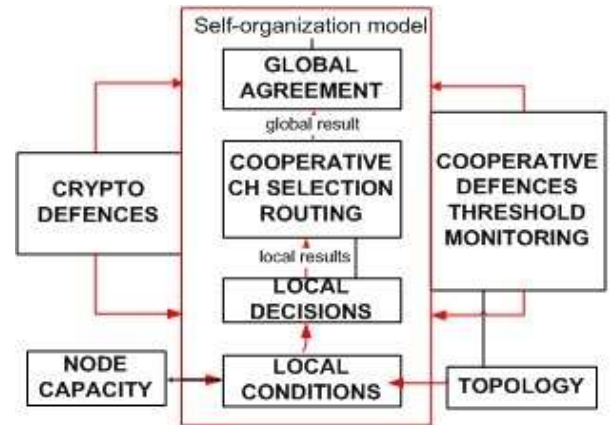 Self-organization model
GLOBAL
AGREEMENT
global result
COOPERATIVE
CH SELECTION
ROUTING
local results
LOCAL
DECISIONS
LOCAL
CONDITIONS
CRYPTO
DEFENCES
COOPERATIVE
DEFENCES
THRESHOLD
MONITORING
NODE
CAPACITY
TOPOLOGY